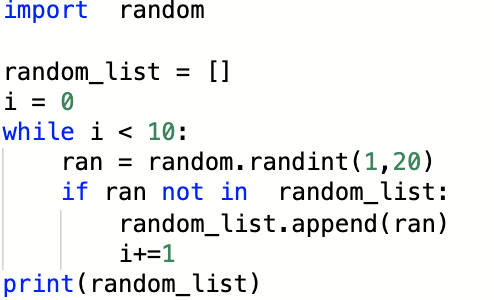 import  random

random_list = []
i = 0
while i < 10:
    ran = random.randint(1,20)
    if ran not in  random_list:
        random_list.append(ran)
        i+=1
print(random_list)